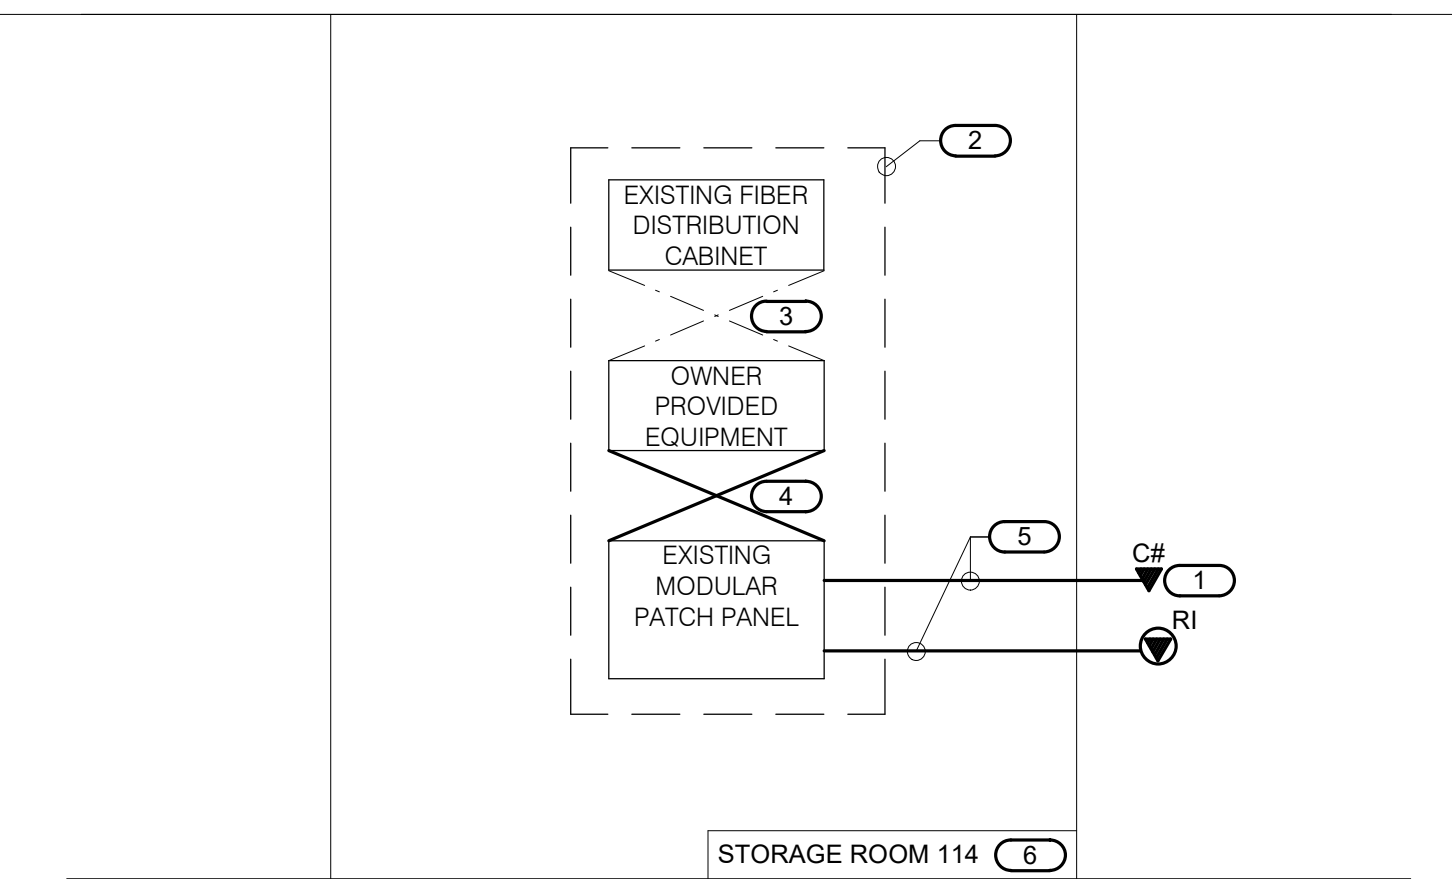 2
EXISTING FIBER
DISTRIBUTION
CABINET
3
OWNER
PROVIDED
EQUIPMENT
4
EXISTING
MODULAR
PATCH PANEL
5
C#
1
RI
STORAGE ROOM 114 6